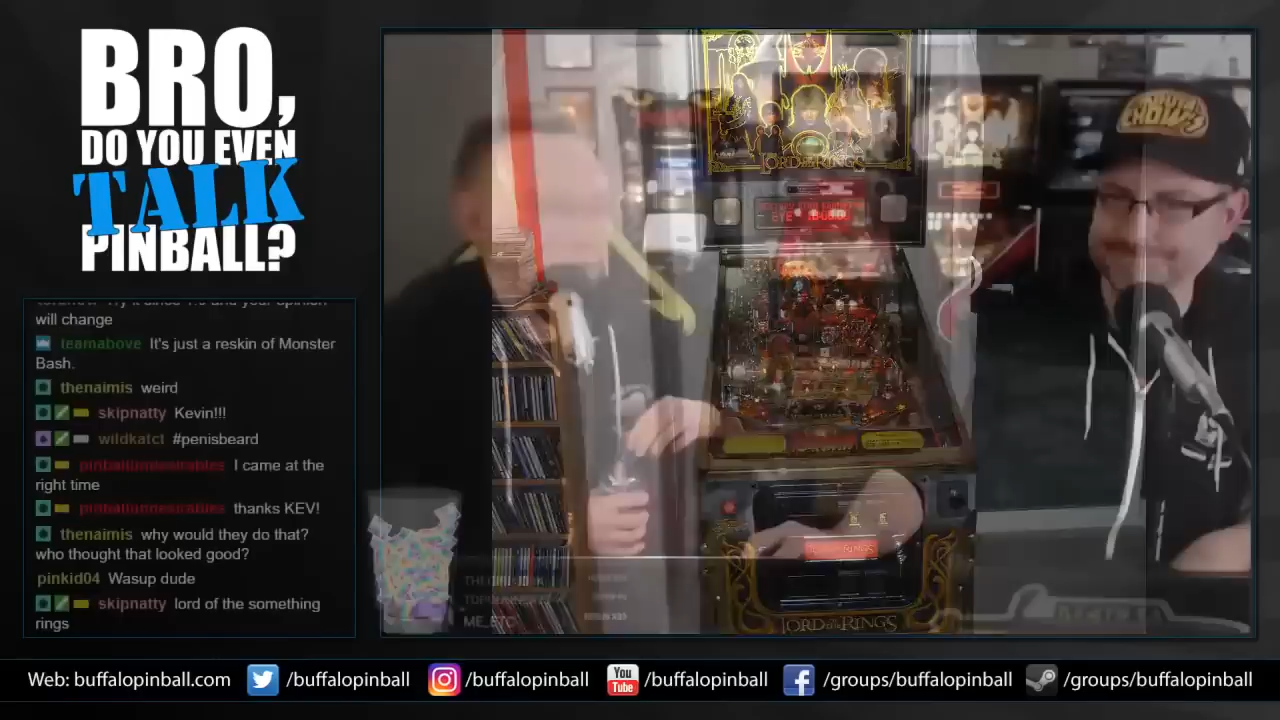 BRO,
DO YOU EVEN
TALK
PINBALL?
will change
teamabove It's just a reskin of Monster
Bash.
thenaimis weird
skipnatty Kevin!!!
wildkatct #penisbeard
I came at the
right time
thanks KEV!
thenaimis why would they do that?
who thought that looked good?
pinkid04 Wasup dude
skipnatty lord of the something
rings
LORD OF THE RINGS
LORD OF THE RINGS
Web: buffalopinball.com
/buffalopinball
/buffalopinball
You
Tube
/buffalopinball
/groups/buffalopinball
/groups/buffalopinball